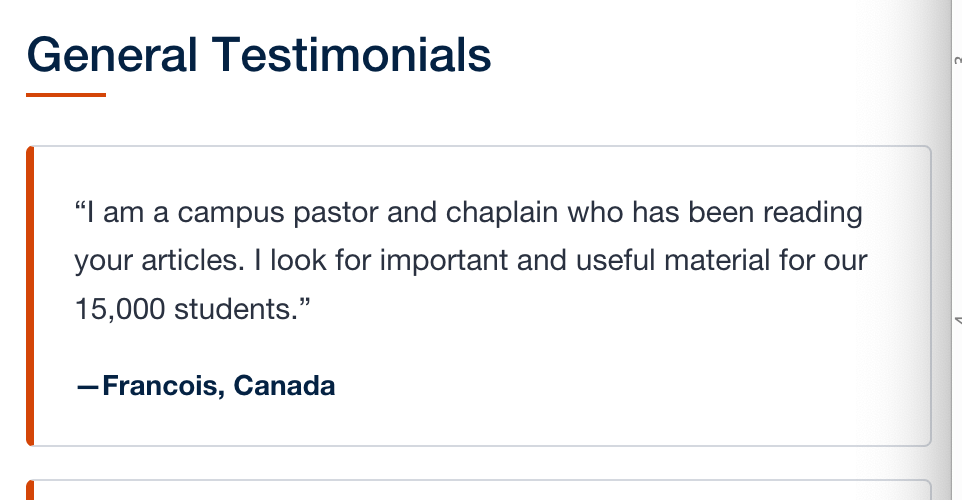 General Testimonials
“I am a campus pastor and chaplain who has been reading
your articles. I look for important and useful material for our
15,000 students.”
—Francois, Canada